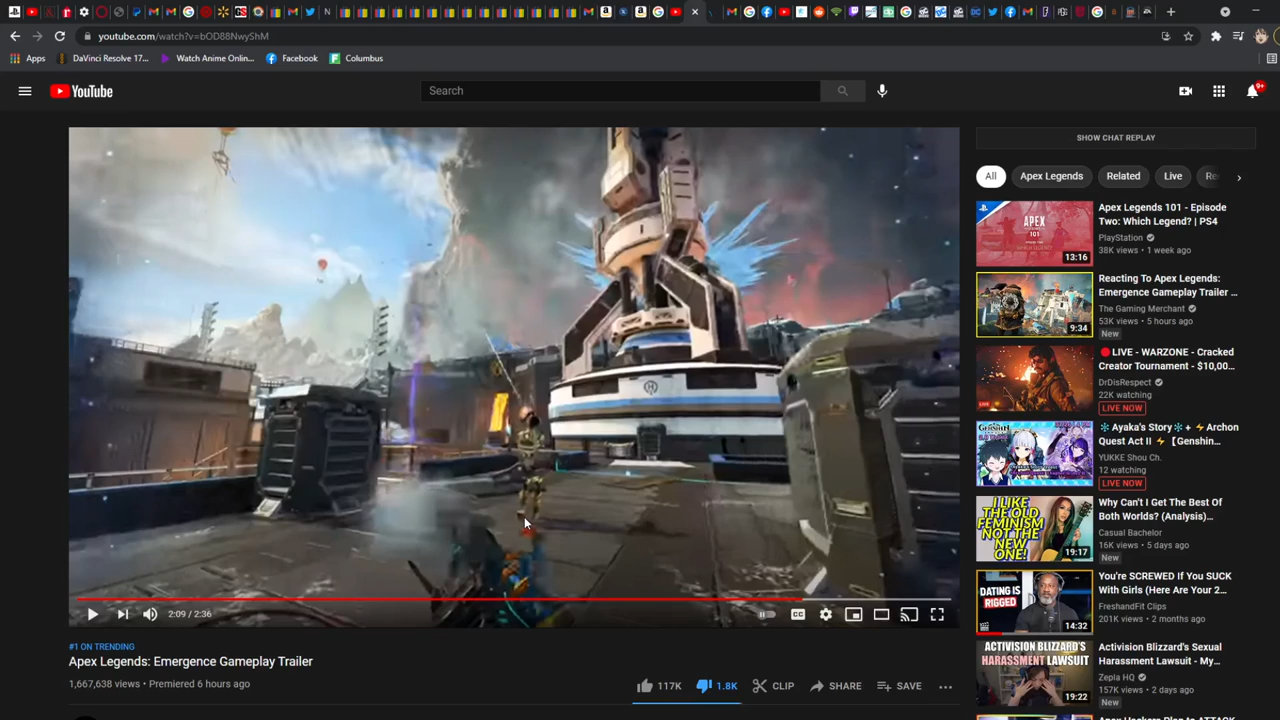 youtube.com/watch?v=bOD88NwyShM
Apps
DaVinci Resolve 17...
Watch Anime Onlin...
Facebook
Columbus
YouTube
Search
9+
SHOW CHAT REPLAY
All
Apex Legends
Related
Live
Re
Apex Legends 101 - Episode
Two: Which Legend? | PS4
PlayStation
38K views • 1 week ago
APEX
101
13:16
Reacting To Apex Legends:
Emergence Gameplay Trailer ...
The Gaming Merchant
53K views • 5 hours ago
New
9:34
🔴LIVE - WARZONE - Cracked
Creator Tournament - $10,00...
DrDisRespect
22K watching
LIVE NOW
LIVE
❄ Ayaka's Story❄ + ⚡Archon
Quest Act II ⚡ 【Genshin...
YUKKE Shou Ch.
12 watching
LIVE NOW
Why Can't I Get The Best Of
Both Worlds? (Analysis)...
Casual Bachelor
16K views • 5 days ago
New
I LIKE
THE OLD
FEMINISM
NOT THE
NEW
ONE!
19:17
You're SCREWED If You SUCK
With Girls (Here Are Your 2...
FreshandFit Clips
201K views • 2 months ago
DATING IS
RIGGED
14:32
Activision Blizzard's Sexual
Harassment Lawsuit - My...
Zepla HQ
157K views • 2 days ago
New
ACTIVISION BLIZZARD'S
HARASSMENT LAWSUIT
19:22
2:09 / 2:36
CC
#1 ON TRENDING
Apex Legends: Emergence Gameplay Trailer
1,667,638 views • Premiered 6 hours ago
117K
1.8K
CLIP
SHARE
SAVE